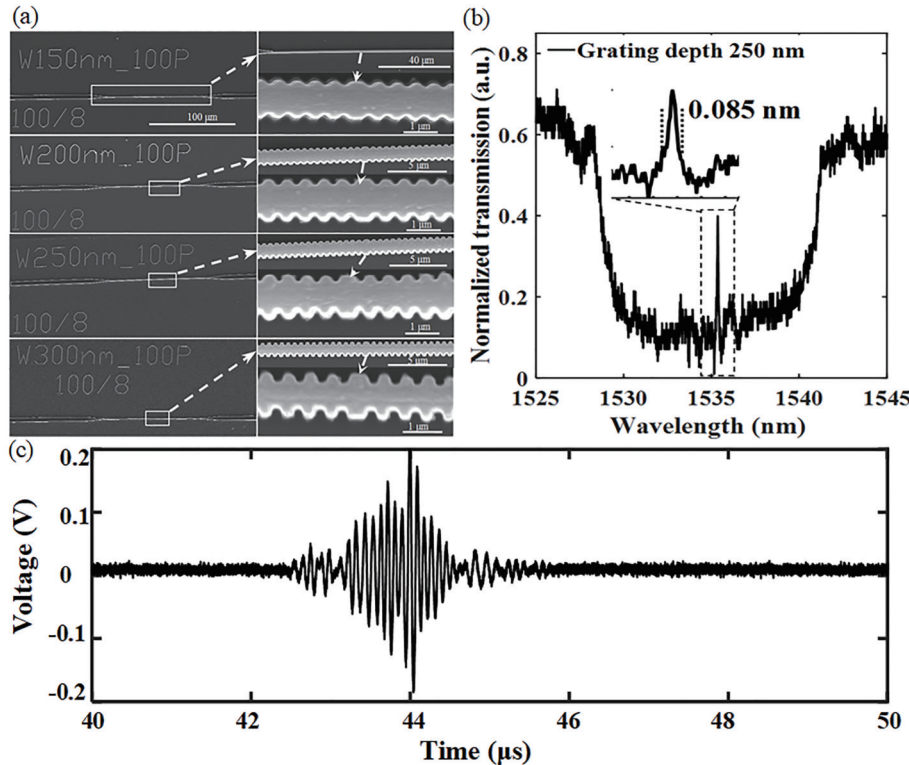 (a)
W150nm_100P
100/8
100 μm
40 μm
1 μm
W200nm_100P
100/8
5 μm
1 μm
W250nm_100P
100/8
5 μm
1 μm
W300nm_100P
100/8
5 μm
1 μm
(b)
Normalized transmission (a.u.)
0.8
0.6
0.4
0.2
0
Grating depth 250 nm
0.085 nm
1525 1530 1535 1540 1545
Wavelength (nm)
(c)
Voltage (V)
0.2
0.1
0
-0.1
-0.2
40 42 44 46 48 50
Time (μs)